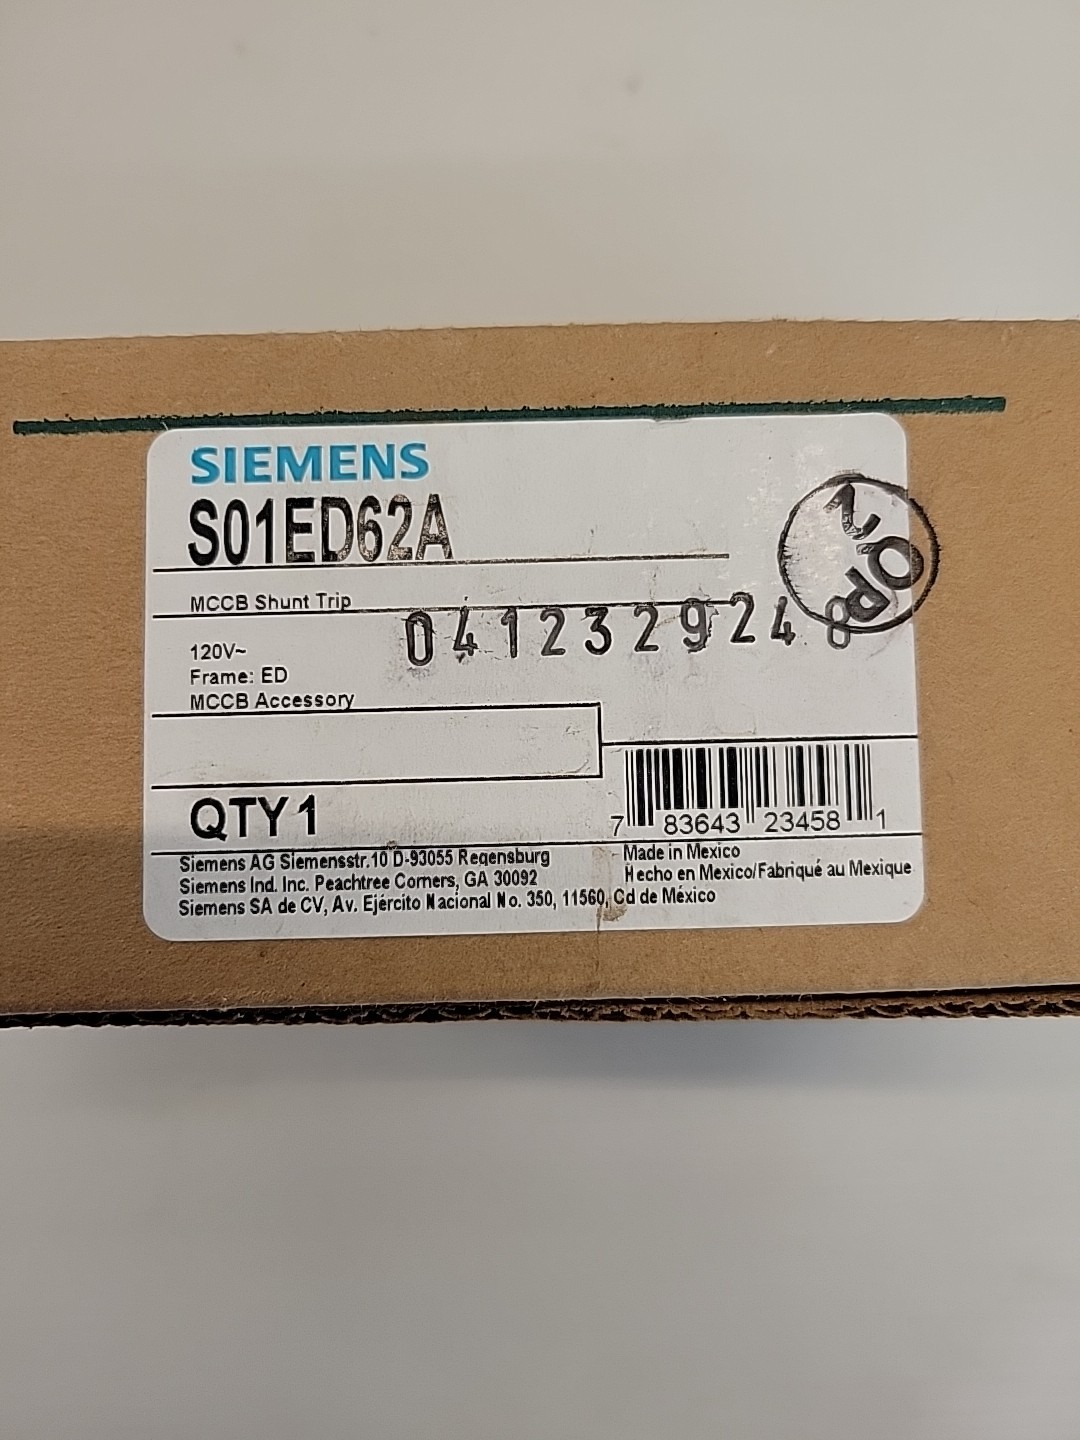 SIEMENS
S01ED62A
MCCB Shunt Trip
041232924
120V~
Frame: ED
MCCB Accessory
QTY 1
7 83643 23458 1
Siemens AG Siemensstr.10 D-93055 Regensburg
Siemens Ind. Inc. Peachtree Corners, GA 30092
Siemens SA de CV, Av. Ejército Nacional No. 350, 11560, Cd de México
Made in Mexico
Hecho en Mexico/Fabriqué au Mexique